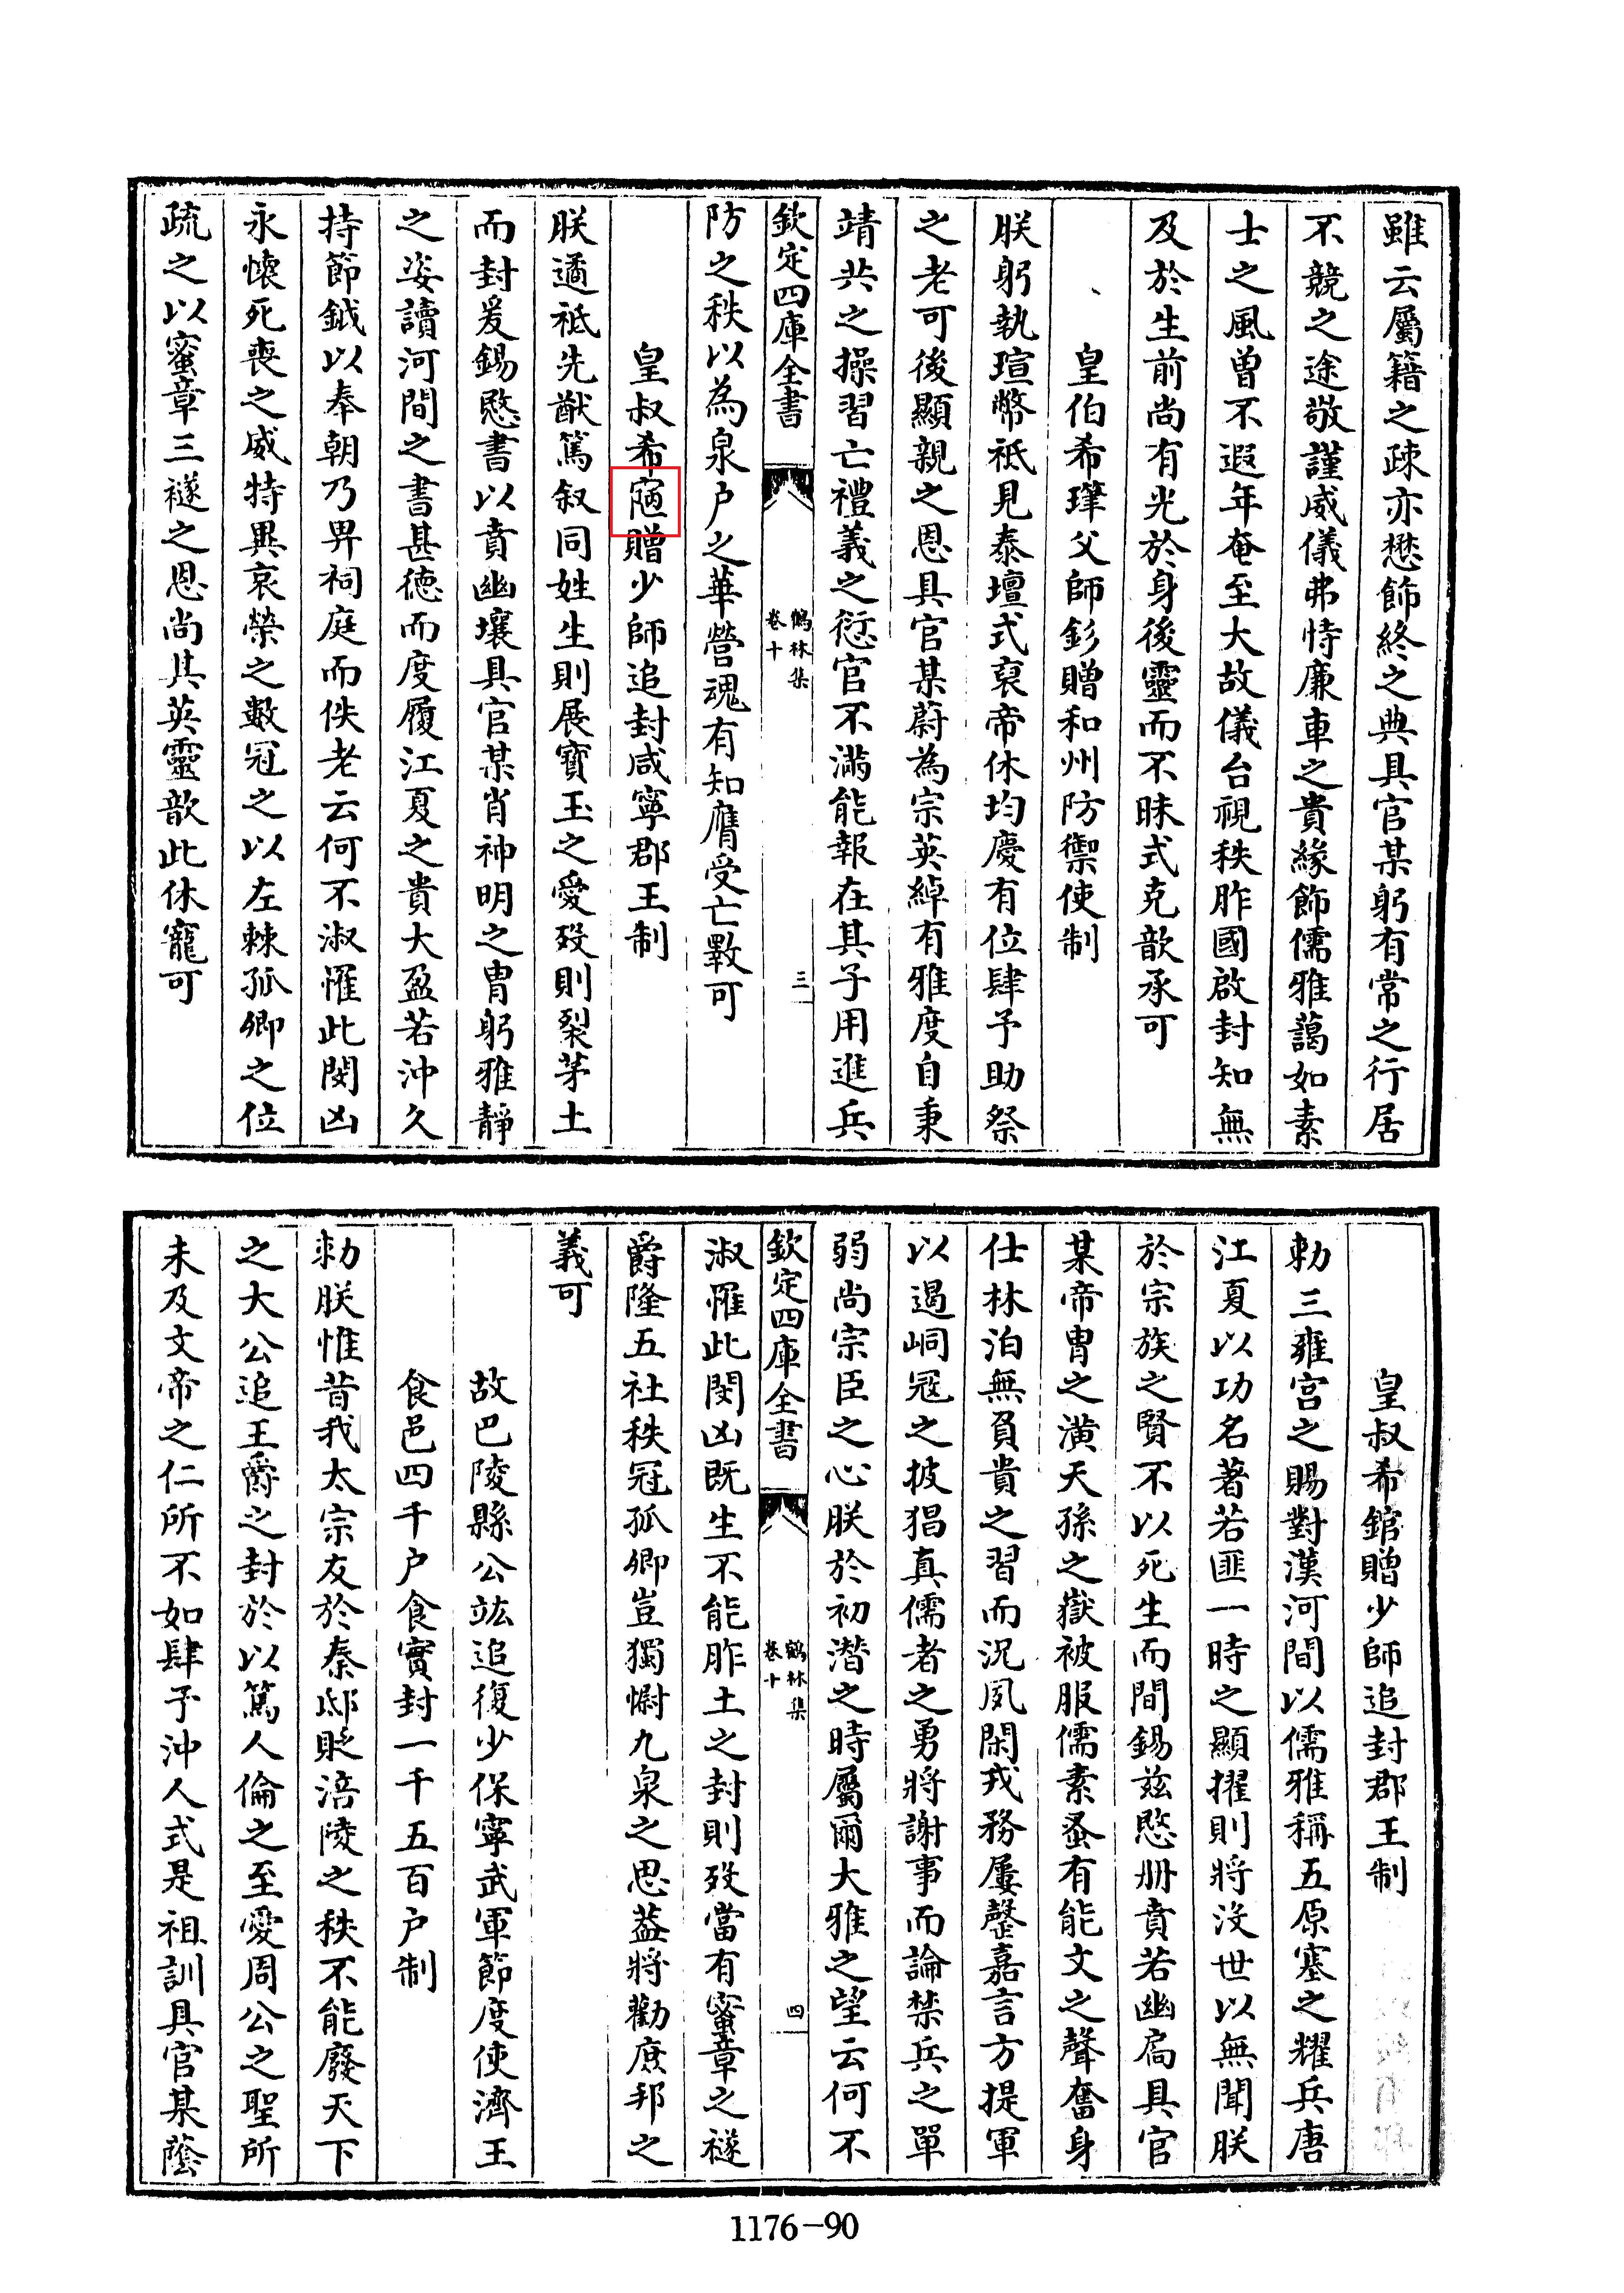 雖云屬籍之疎亦懋飾終之典具官某躬有常之行居
不競之途敬謹威儀弗恃廉車之貴緣飾儒雅藹如素
士之風曽不遐年奄至大故儀台視秩胙國啟封知無
及於生前尚有光於身後靈而不昧式克歆承可
皇伯希父師彭贈和州防禦使制
朕躬執瑄幣祗見泰壇式裒帝休均慶有位肆予助祭
之老可後顯親之恩具官某蔚為宗英綽有雅度自秉
靖共之操習亡禮義之愆官不滿能報在其子用進兵
欽定四庫全書
鶴林集
卷十
三
防之秩以為泉户之華營魂有知膺受亡斁可
皇叔希贈少師追封咸寧郡王制
朕遹祗先猷篤叙同姓生則展寳玉之愛殁則裂茅土
而封爰錫愍書以賁幽壤具官某肖神明之胄躬雅靜
之姿讀河間之書甚徳而度履江夏之貴大盈若沖久
持節鉞以奉朝乃畀祠庭而佚老云何不淑罹此閔凶
永懷死喪之威特異哀榮之數冠之以左棘孤卿之位
疏之以蜜章三襚之恩尚其英靈歆此休寵可
皇叔希錧贈少師追封郡王制
勅三雍宫之賜對漢河間以儒雅稱五原塞之耀兵唐
江夏以功名著若匪一時之顯擢則將沒世以無聞朕
於宗族之賢不以死生而間錫兹愍册賁若幽扃具官
某帝胄之潢天孫之嶽被服儒素蚤有能文之聲奮身
仕林泊無負貴之習而況夙閑戎務屢罄嘉言方提軍
以遏峒冦之披猖真儒者之勇將謝事而論禁兵之單
弱尚宗臣之心朕於初潛之時屬爾大雅之望云何不
欽定四庫全書
鶴林集
卷十
四
淑罹此閔凶既生不能胙土之封則殁當有蜜章之襚
爵隆五社秩冠孤卿豈獨慰九泉之思葢將勸庶邦之
義可
故巴陵縣公竑追復少保寧武軍節度使濟王
食邑四千户食實封一千五百户制
勅朕惟昔我太宗友於秦邸貶涪陵之秩不能廢天下
之大公追王爵之封於以篤人倫之至愛周公之聖所
未及文帝之仁所不如肆予沖人式是祖訓具官某蔭
1176-90